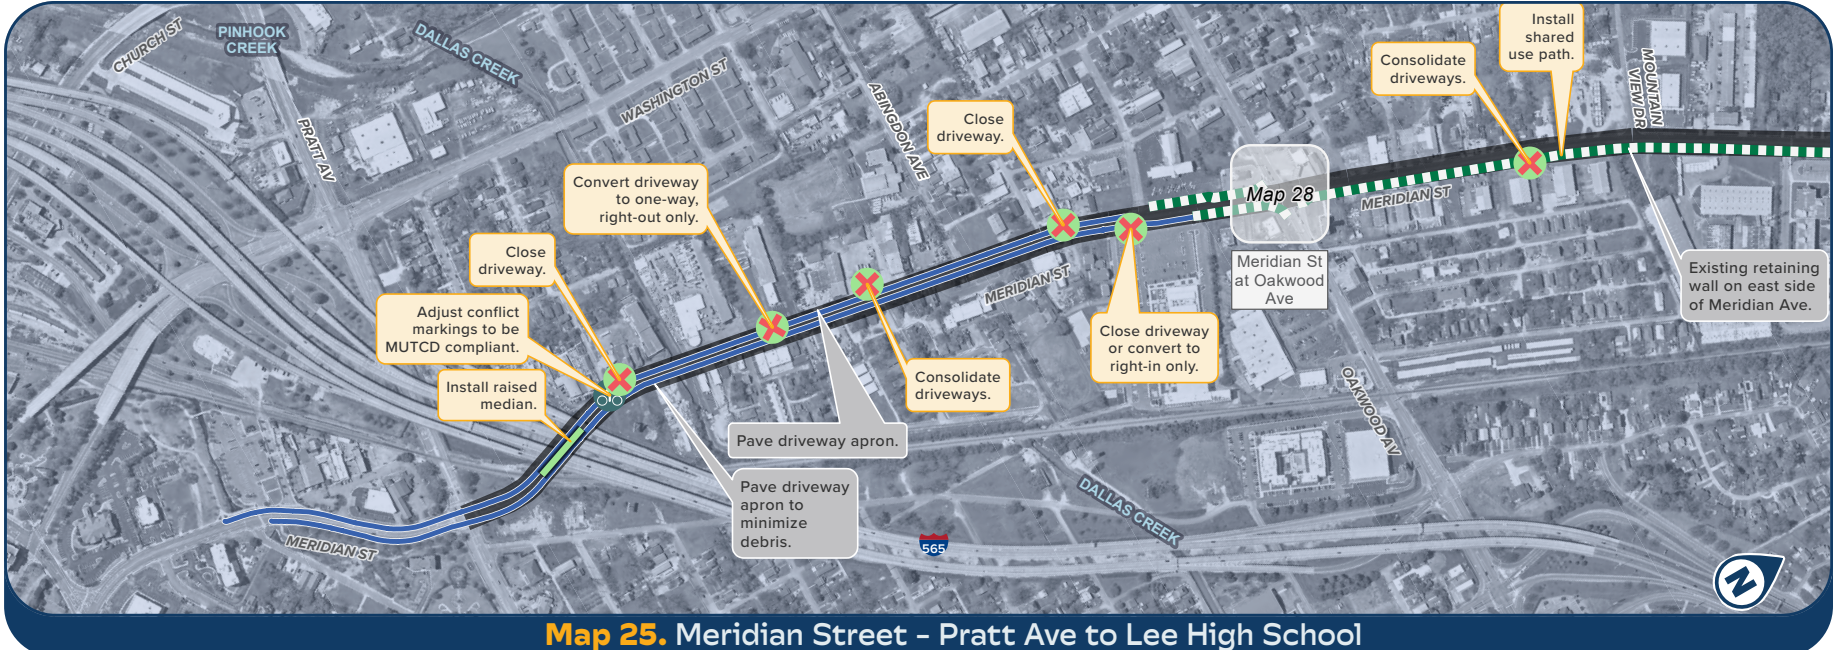 CHURCH ST
PINHOOK
CREEK
DALLAS CREEK
WASHINGTON ST
PRATT AV
ABINGDON AVE
Install
shared
use path.
Consolidate
driveways.
MOUNTAIN
VIEW DR
Close
driveway.
Convert driveway
to one-way,
right-out only.
Map 28
MERIDIAN ST
Meridian St
at Oakwood
Ave
Existing retaining
wall on east side
of Meridian Ave.
Close
driveway.
Adjust conflict
markings to be
MUTCD compliant.
Install raised
median.
MERIDIAN ST
Close driveway
or convert to
right-in only.
Consolidate
driveways.
Pave driveway apron.
Pave driveway
apron to
minimize
debris.
OAKWOOD AV
DALLAS CREEK
MERIDIAN ST
565
N
Map 25. Meridian Street - Pratt Ave to Lee High School